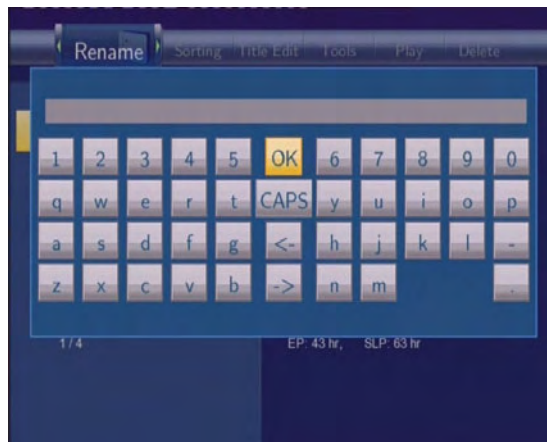 Rename Sorting Title Edit Tools Play Delete
1 2 3 4 5 OK 6 7 8 9 0
q w e r t CAPS y u i o p
a s d f g <- h j k l -
z x c v b -> n m .
1 / 4 EP: 43 hr, SLP: 63 hr